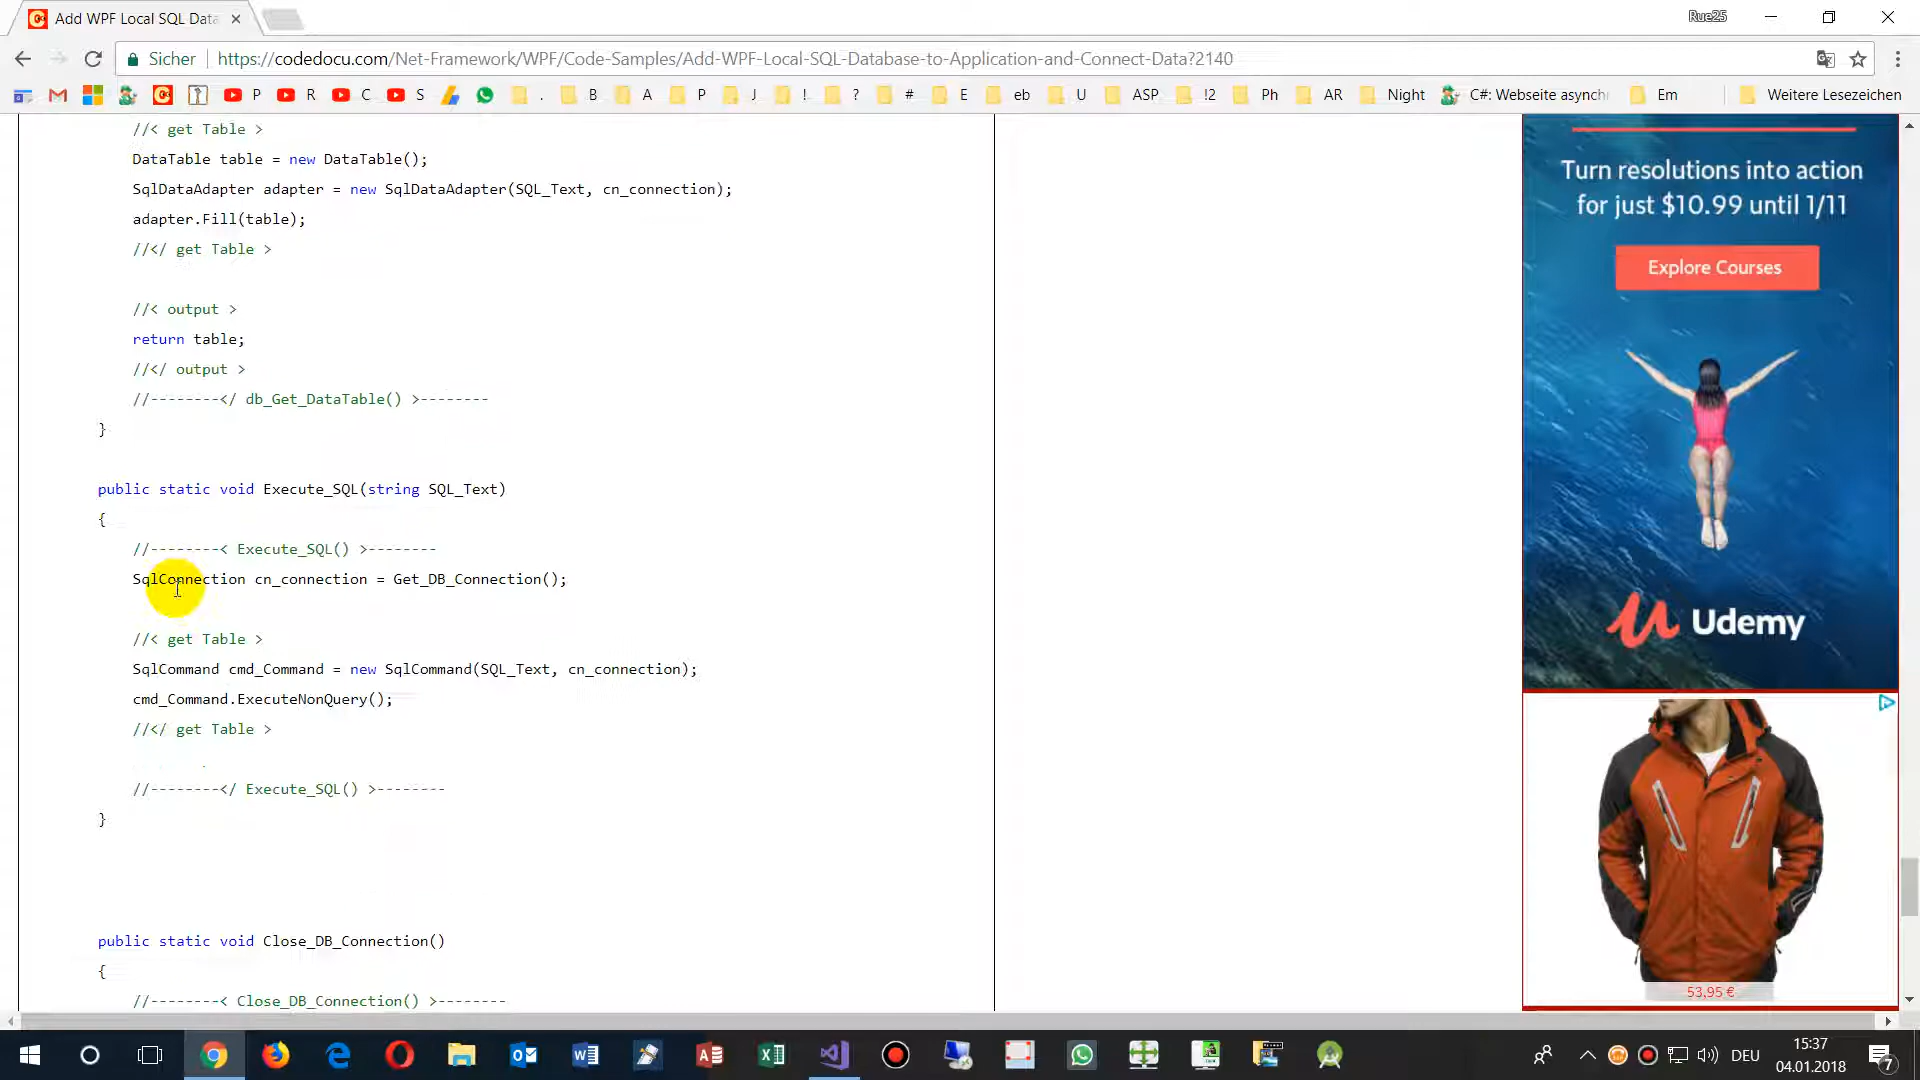 Add WPF Local SQL Data
Rue25
Sicher https://codedocu.com/Net-Framework/WPF/Code-Samples/Add-WPF-Local-SQL-Database-to-Application-and-Connect-Data?2140
P R C S . B A P J ! ? # E eb U ASP !2 Ph AR Night C#: Webseite asynch Em Weitere Lesezeichen
//< get Table >
DataTable table = new DataTable();
SqlDataAdapter adapter = new SqlDataAdapter(SQL_Text, cn_connection);
adapter.Fill(table);
//</ get Table >
//< output >
return table;
//</ output >
//--------</ db_Get_DataTable() >--------
}
public static void Execute_SQL(string SQL_Text)
{
//--------< Execute_SQL() >--------
SqlConnection cn_connection = Get_DB_Connection();
//< get Table >
SqlCommand cmd_Command = new SqlCommand(SQL_Text, cn_connection);
cmd_Command.ExecuteNonQuery();
//</ get Table >
//--------</ Execute_SQL() >--------
}
public static void Close_DB_Connection()
{
//--------< Close_DB_Connection() >--------
Turn resolutions into action
for just $10.99 until 1/11
Explore Courses
Udemy
53,95 €
DEU
15:37
04.01.2018
7